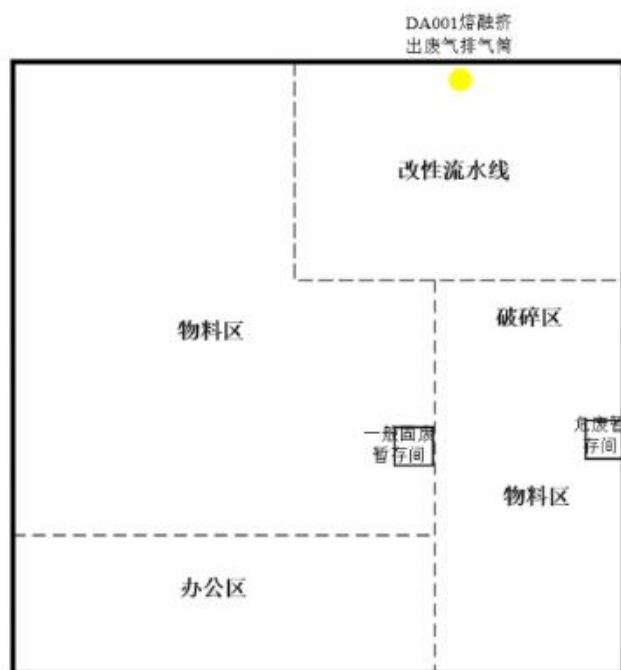 DA001熔融挤
出废气排气筒
改性流水线
物料区
破碎区
一般固废
暂存间
危废暂
存间
物料区
办公区